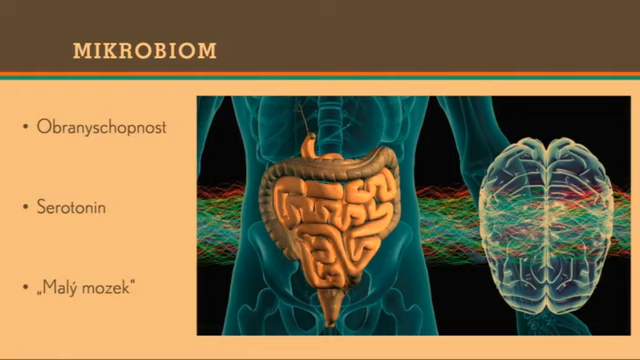 MIKROBIOM
• Obranyschopnost
• Serotonin
• „Malý mozek“